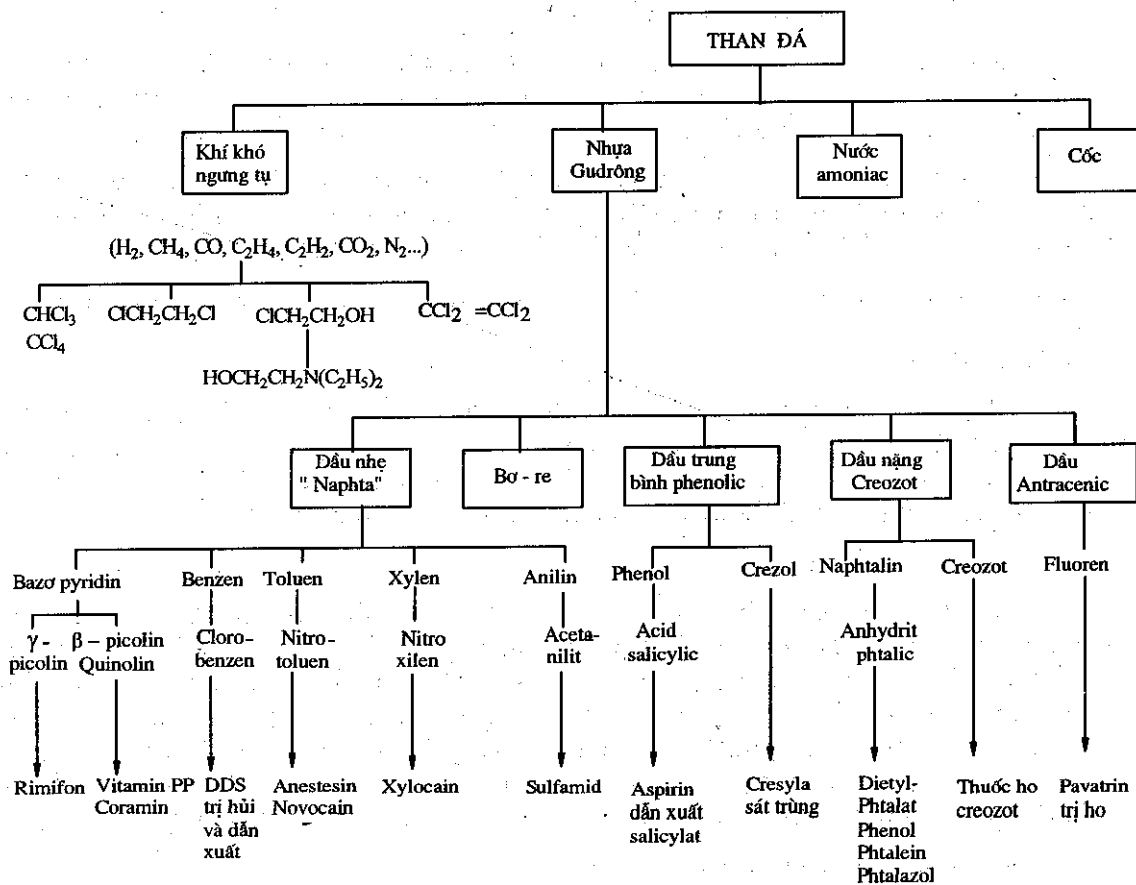 THAN ĐÁ
Khí khó
ngưng tụ
Nhựa
Gudrông
Nước
amoniac
Cốc
(H₂, CH₄, CO, C₂H₄, C₂H₂, CO₂, N₂...)
CHCl₃
CCl₄
ClCH₂CH₂Cl
ClCH₂CH₂OH
CCl₂ =CCl₂
HOCH₂CH₂N(C₂H₅)₂
Dầu nhẹ
" Naphta"
Bơ - re
Dầu trung
bình phenolic
Dầu nặng
Creozot
Dầu
Antracenic
Bazơ pyridin
Benzen
Toluen
Xylen
Anilin
Phenol
Crezol
Naphtalin
Creozot
Fluoren
γ-
picolin
β – picolin
Quinolin
Cloro-
benzen
Nitro-
toluen
Nitro
xilen
Aceta-
nilit
Acid
salicylic
Anhydrit
phtalic
Rimifon
Vitamin PP
Coramin
DDS
trị hủi
và dẫn
xuất
Anestesin
Novocain
Xylocain
Sulfamid
Aspirin
dẫn xuất
salicylat
Cresyla
sát trùng
Dietyl-
Phtalat
Phenol
Phtalein
Phtalazol
Thuốc ho
creozot
Pavatrin
trị ho